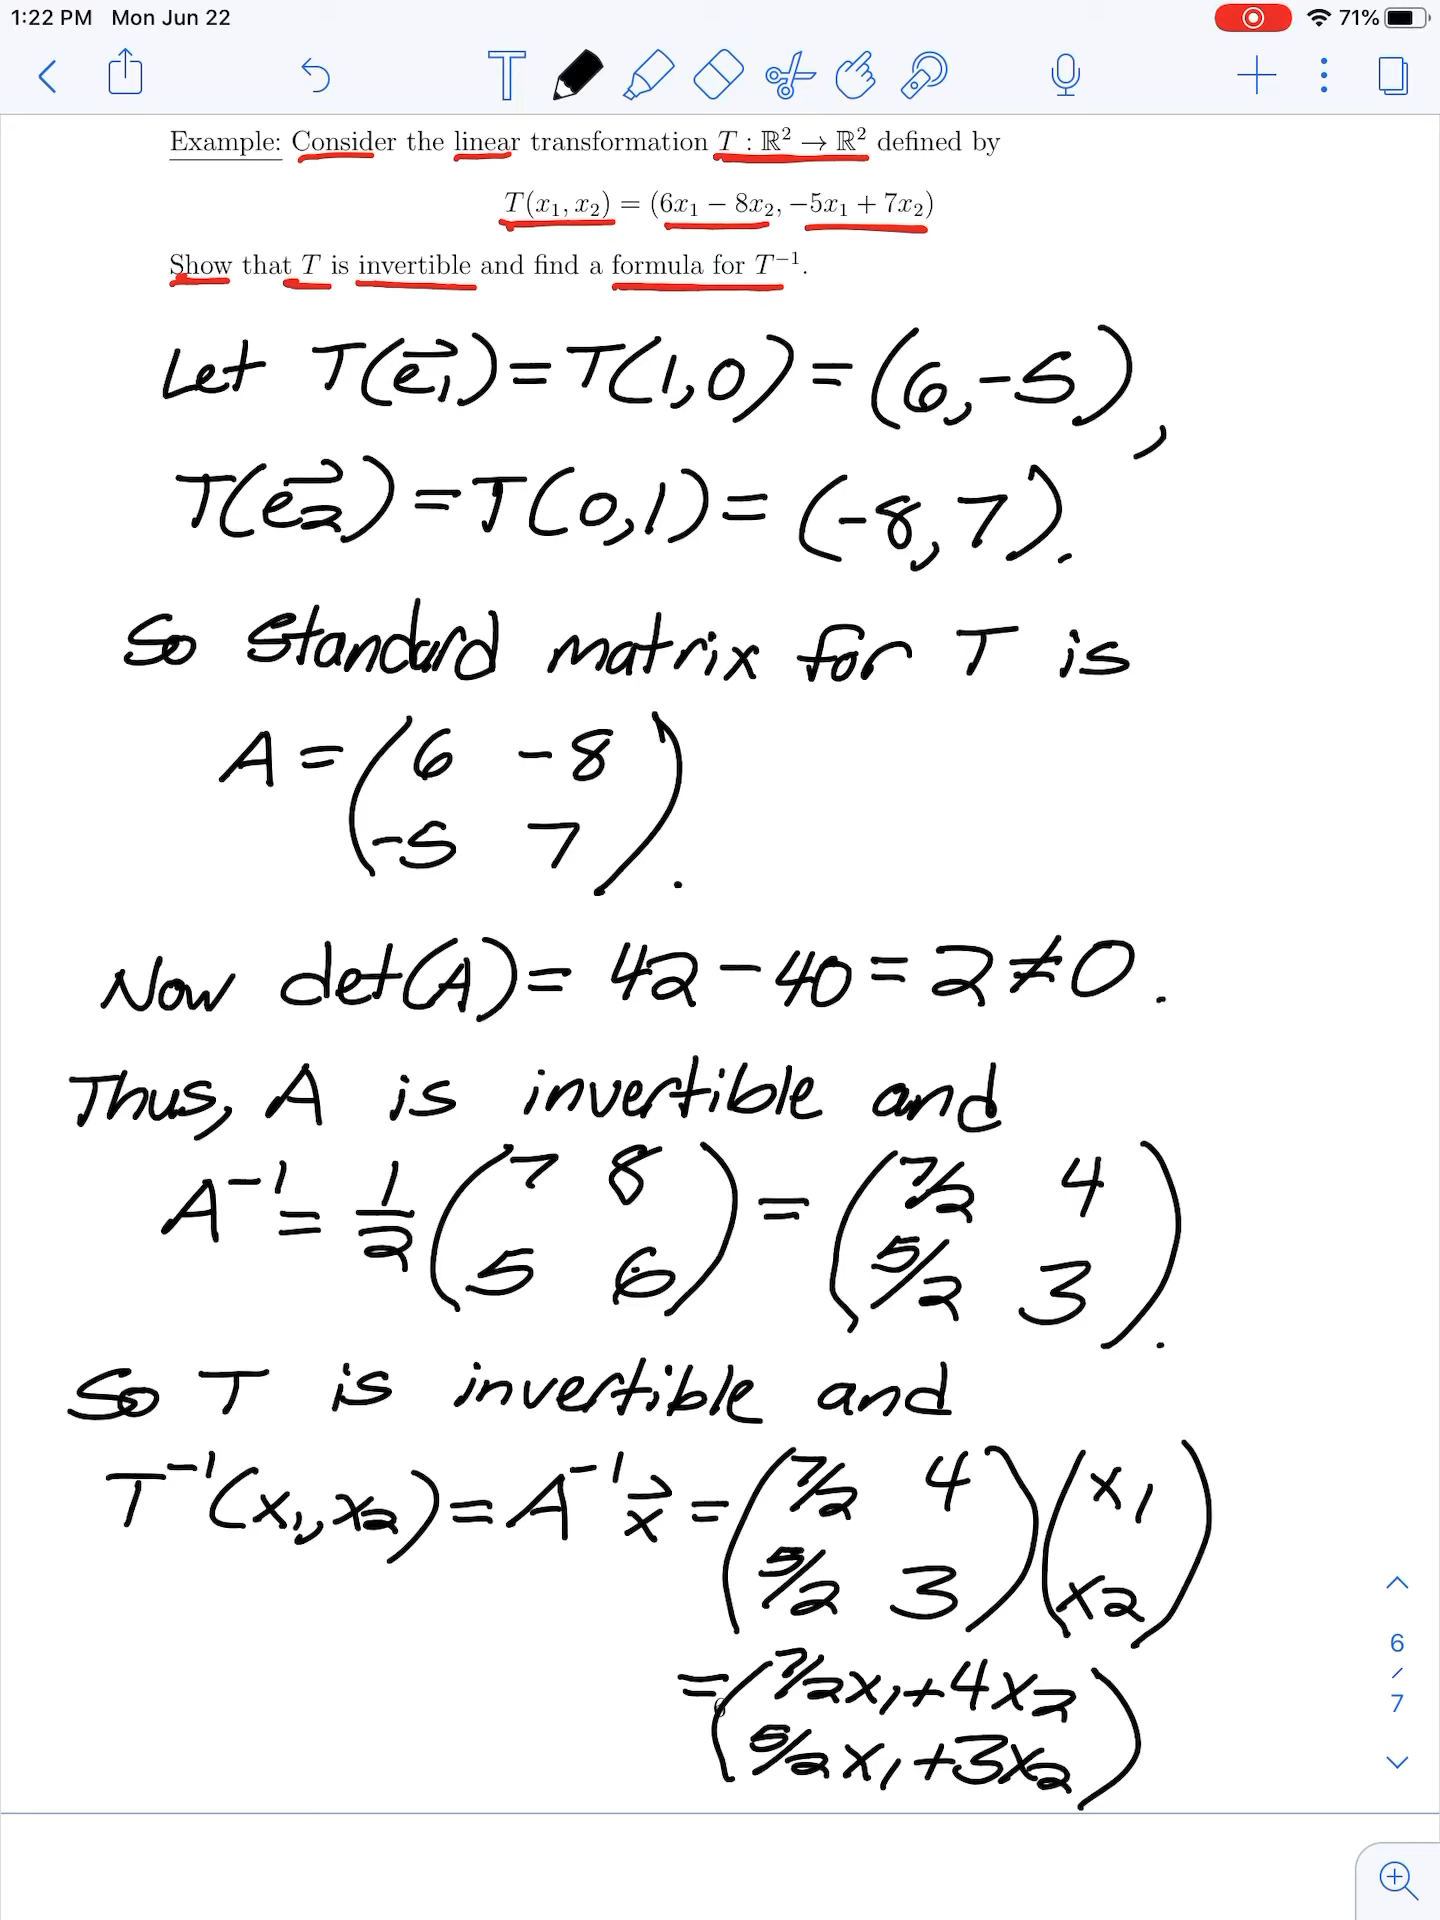 1:22 PM Mon Jun 22 71%
T
Example: Consider the linear transformation T : ℝ² → ℝ² defined by
T(x₁, x₂) = (6x₁ − 8x₂, −5x₁ + 7x₂)
Show that T is invertible and find a formula for T⁻¹.
Let T(e⃗₁) = T(1,0) = (6,-5),
T(e⃗₂) = T(0,1) = (-8,7).
So standard matrix for T is
A = (6 -8
-5 7).
Now det(A) = 42 - 40 = 2 ≠ 0.
Thus, A is invertible and
A⁻¹ = 1/2 (7 8
5 6) = (7/2 4
5/2 3).
So T is invertible and
T⁻¹(x₁,x₂) = A⁻¹x⃗ = (7/2 4
5/2 3)(x₁
x₂)
= (7/2x₁+4x₂
5/2x₁+3x₂)
6
6
/
7